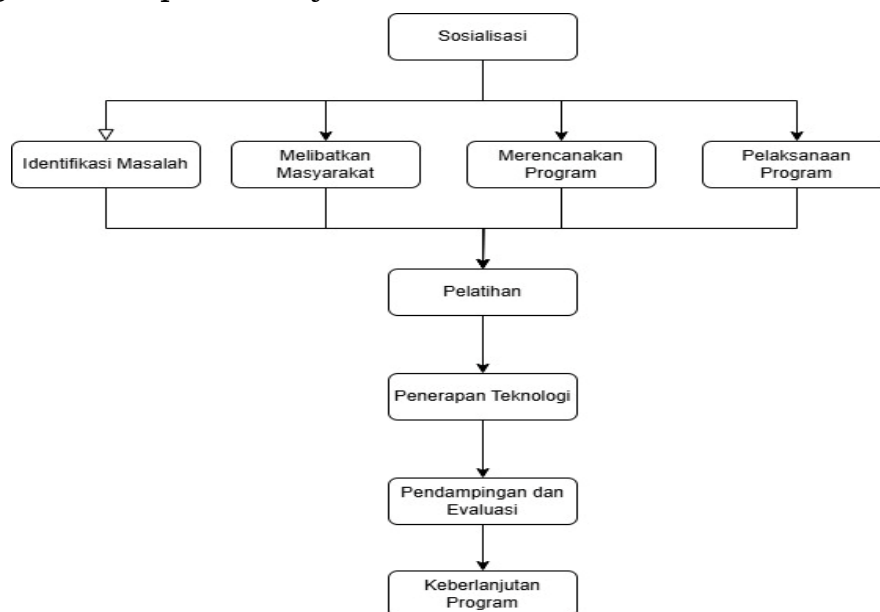 Sosialisasi
Identifikasi Masalah
Melibatkan
Masyarakat
Merencanakan
Program
Pelaksanaan
Program
Pelatihan
Penerapan Teknologi
Pendampingan dan
Evaluasi
Keberlanjutan
Program